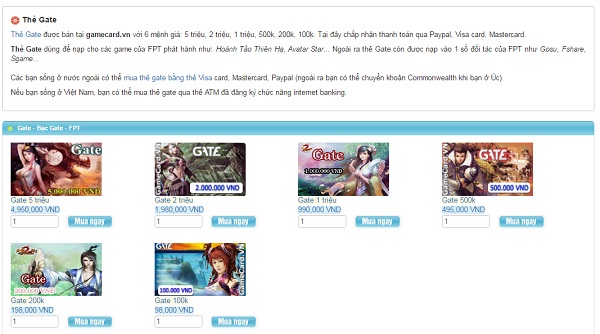 Thẻ Gate
Thẻ Gate được bán tại gamecard.vn với 6 mệnh giá: 5 triệu, 2 triệu, 1 triệu, 500k, 200k, 100k. Tại đây chấp nhận thanh toán qua Paypal, Visa card, Mastercard.
Thẻ Gate dùng để nạp cho các game của FPT phát hành như: Hoành Tảo Thiên Hạ, Avatar Star... Ngoài ra thẻ Gate còn được nạp vào 1 số đối tác của FPT như Gosu, Fshare,
Sgame...
Các bạn sống ở nước ngoài có thể mua thẻ gate bằng thẻ Visa card, Mastercard, Paypal (ngoài ra bạn có thể chuyển khoản Commonwealth khi bạn ở Úc).
Nếu bạn sống ở Việt Nam, bạn có thể mua thẻ gate qua thẻ ATM đã đăng ký chức năng internet banking.
Gate - Bạc Gate - FPT
Gate
5.000.000 VND
GameCard.VN
GATE
2.000.000 VND
Gate
1.000.000 VND
GATE
500.000 VND
GameCard.VN
Gate 5 triệu
Gate 2 triệu
Gate 1 triệu
Gate 500k
4,950,000 VND
1,980,000 VND
990,000 VND
495,000 VND
1 Mua ngay
1 Mua ngay
1 Mua ngay
1 Mua ngay
Gate
200.000 VND
GATE
100.000 VND
GameCard.VN
Gate 200k
Gate 100k
198,000 VND
98,000 VND
1 Mua ngay
1 Mua ngay